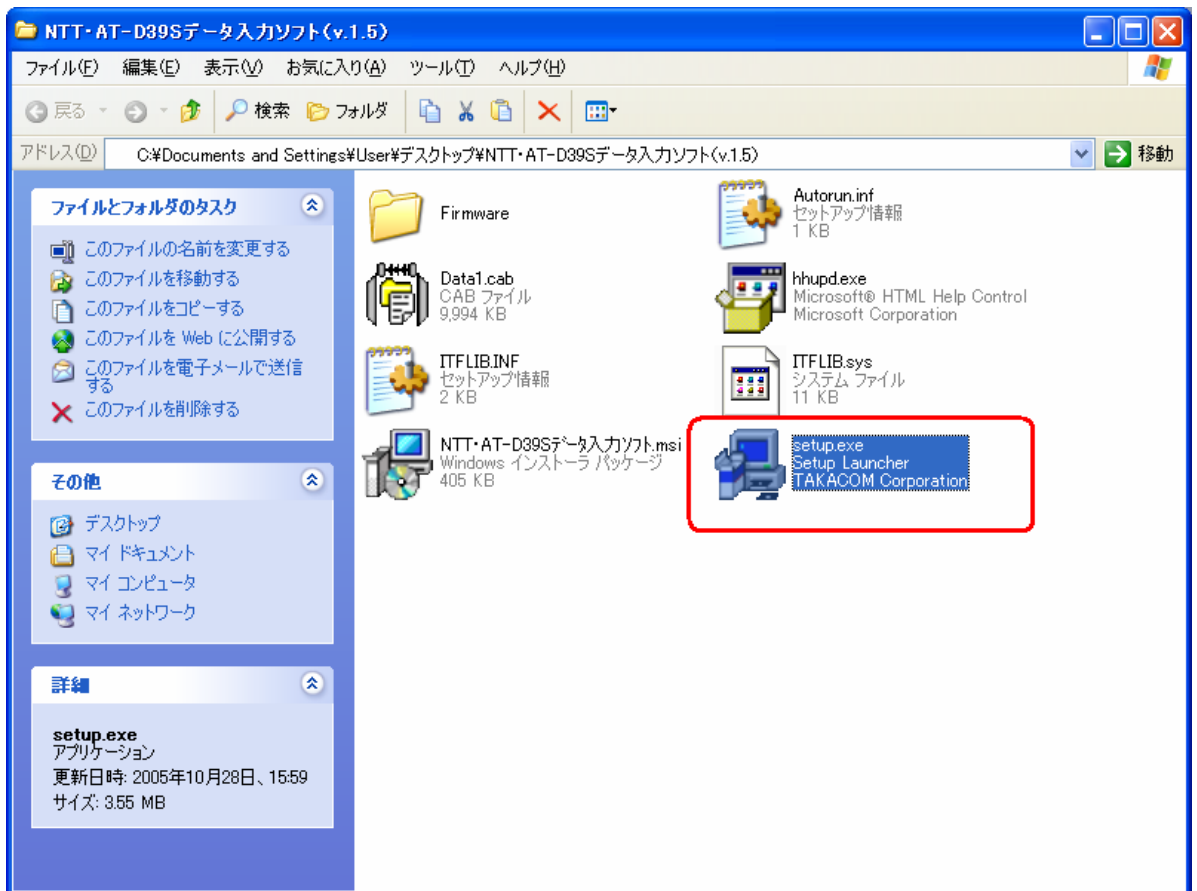 NTT・AT-D39Sデータ入力ソフト(v.1.5)
ファイル(F) 編集(E) 表示(V) お気に入り(A) ツール(T) ヘルプ(H)
戻る 検索 フォルダ
アドレス(D) C:¥Documents and Settings¥User¥デスクトップ¥NTT・AT-D39Sデータ入力ソフト(v.1.5) 移動
ファイルとフォルダのタスク
このファイルの名前を変更する
このファイルを移動する
このファイルをコピーする
このファイルを Web に公開する
このファイルを電子メールで送信
する
このファイルを削除する
その他
デスクトップ
マイ ドキュメント
マイ コンピュータ
マイ ネットワーク
詳細
setup.exe
アプリケーション
更新日時: 2005年10月28日、15:59
サイズ: 3.55 MB
Firmware
Autorun.inf
セットアップ情報
1 KB
Data1.cab
CAB ファイル
9,994 KB
hhupd.exe
Microsoft® HTML Help Control
Microsoft Corporation
ITFLIB.INF
セットアップ情報
2 KB
ITFLIB.sys
システム ファイル
11 KB
NTT・AT-D39Sデータ入力ソフト.msi
Windows インストーラ パッケージ
405 KB
setup.exe
Setup Launcher
TAKACOM Corporation